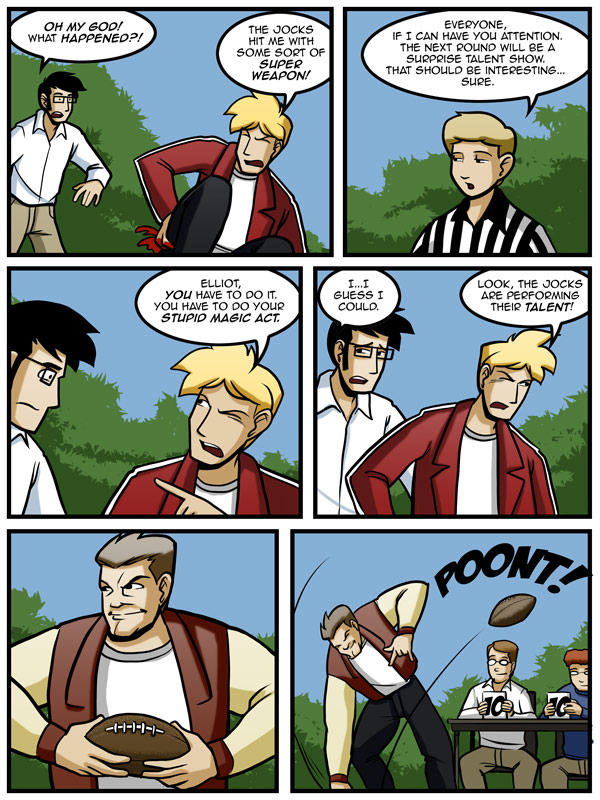 OH MY GOD!
WHAT HAPPENED?!
THE JOCKS
HIT ME WITH
SOME SORT OF
SUPER
WEAPON!
EVERYONE,
IF I CAN HAVE YOU ATTENTION.
THE NEXT ROUND WILL BE A
SURPRISE TALENT SHOW.
THAT SHOULD BE INTERESTING...
SURE.
ELLIOT,
YOU HAVE TO DO IT.
YOU HAVE TO DO YOUR
STUPID MAGIC ACT.
I...I
GUESS I
COULD.
LOOK, THE JOCKS
ARE PERFORMING
THEIR TALENT!
POONT!
10
10